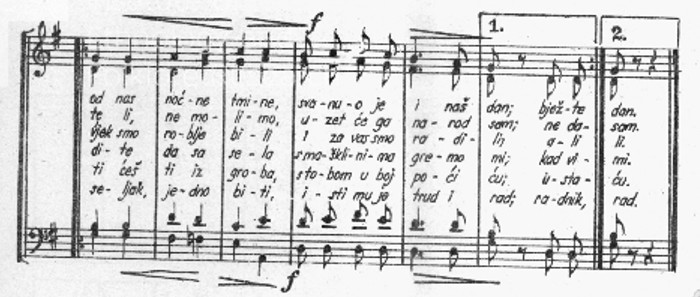 f
1. 2.
od nas noć-ne tmi-ne, sva-nu-o je i naš dan; bjež-te dan.
te li, ne mo-li-mo, u-zet će ga na-rod sam; ne da-sam.
vjek smo ro-blje bi-li I za vas smo ra-di-li; a-li li.
di-te da sa se-la sma-kli-ni-ma gre-mo mi; kad vi-mi.
ti ćeš ti iz gro-ba, sto-bom u boj po-ći ću; u-sta-ću.
se-ljak, je-dno bi-ti, i-sti mu je trud i rad; ra-dnik, rad.
f